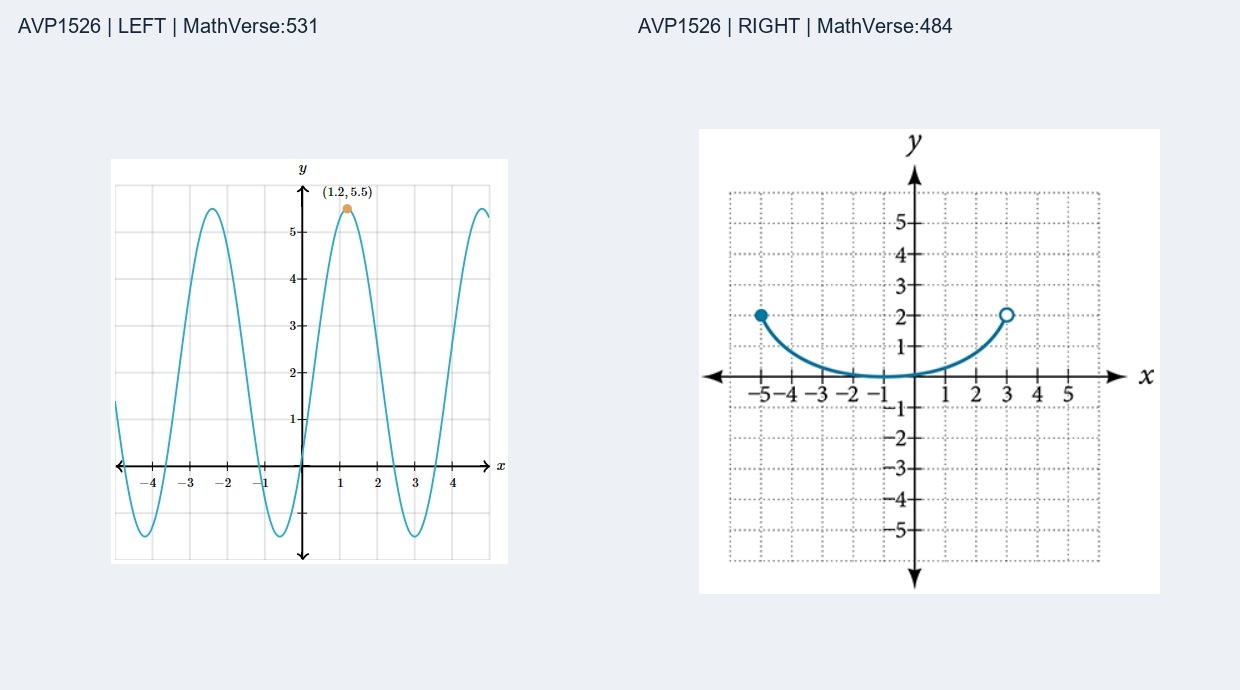 AVP1526 | LEFT | MathVerse:531
AVP1526 | RIGHT | MathVerse:484
y
(1.2, 5.5)
5
4
3
2
1
−4 −3 −2 −1 1 2 3 4 x
y
5
4
3
2
1
x
−5 −4 −3 −2 −1 1 2 3 4 5
−1
−2
−3
−4
−5